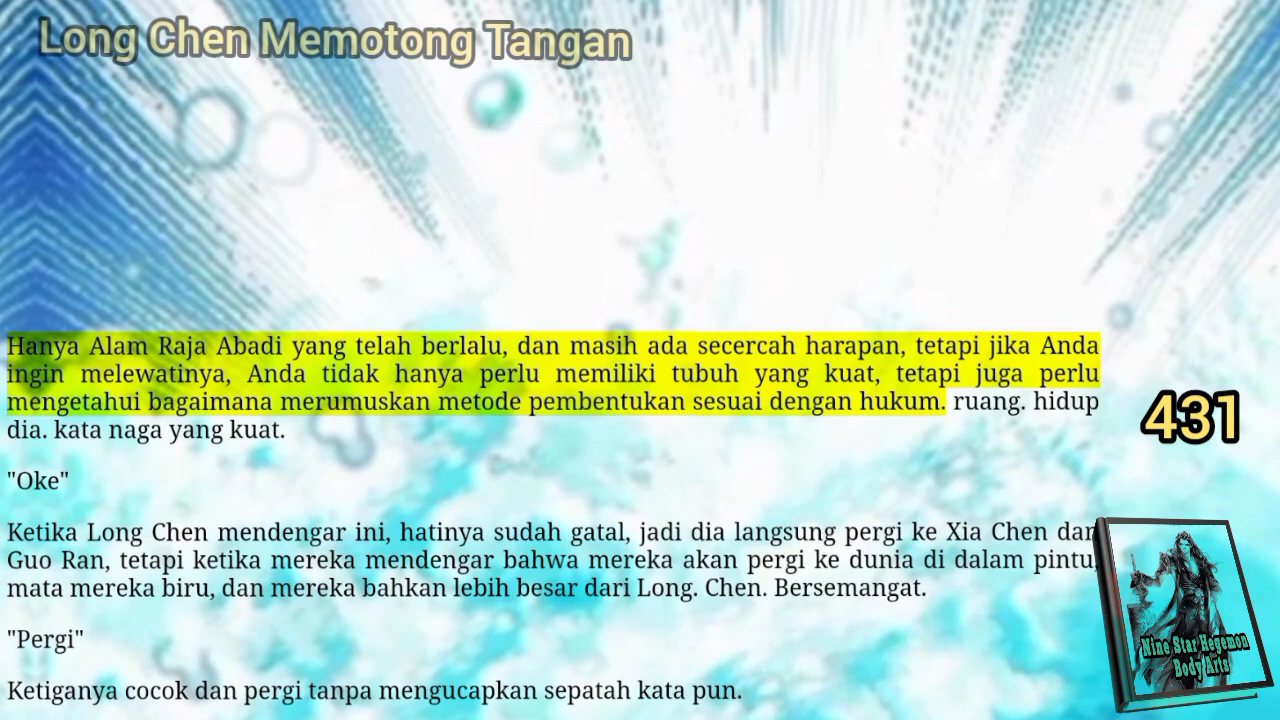 Long Chen Memotong Tangan
Hanya Alam Raja Abadi yang telah berlalu, dan masih ada secercah harapan, tetapi jika Anda
ingin melewatinya, Anda tidak hanya perlu memiliki tubuh yang kuat, tetapi juga perlu
mengetahui bagaimana merumuskan metode pembentukan sesuai dengan hukum. ruang. hidup
dia. kata naga yang kuat.
"Oke"
Ketika Long Chen mendengar ini, hatinya sudah gatal, jadi dia langsung pergi ke Xia Chen dan
Guo Ran, tetapi ketika mereka mendengar bahwa mereka akan pergi ke dunia di dalam pintu,
mata mereka biru, dan mereka bahkan lebih besar dari Long. Chen. Bersemangat.
"Pergi"
Ketiganya cocok dan pergi tanpa mengucapkan sepatah kata pun.
431
Nine Star Hegemon
Body Arts